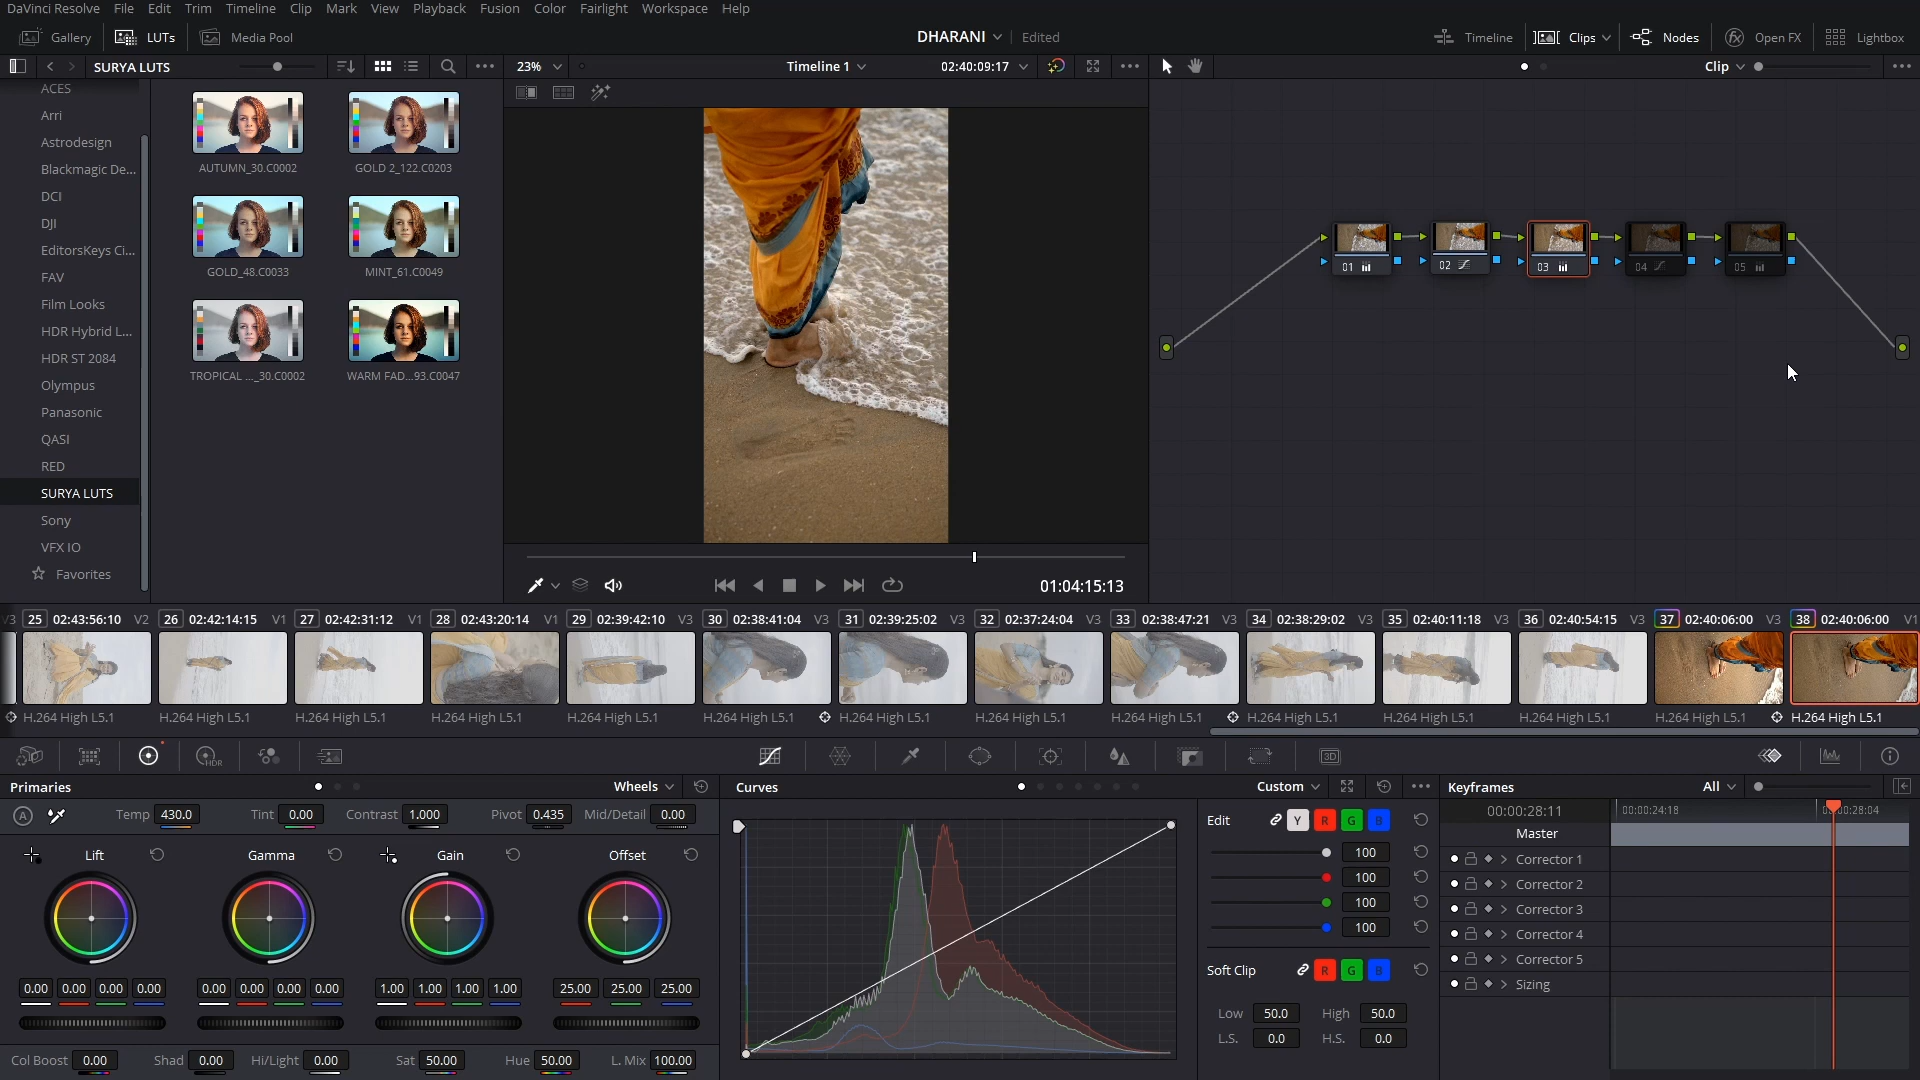 DaVinci Resolve File Edit Trim Timeline Clip Mark View Playback Fusion Color Fairlight Workspace Help
Gallery LUTs Media Pool DHARANI Edited Timeline Clips Nodes Open FX Lightbox
SURYA LUTS 23% Timeline 1 02:40:09:17 Clip
ACES
Arri
Astrodesign
Blackmagic De...
DCI
DJI
EditorsKeys Ci...
FAV
Film Looks
HDR Hybrid L...
HDR ST 2084
Olympus
Panasonic
QASI
RED
SURYA LUTS
Sony
VFX IO
Favorites
AUTUMN_30.C0002 GOLD 2_122.C0203
GOLD_48.C0033 MINT_61.C0049
TROPICAL ..._30.C0002 WARM FAD...93.C0047
01 02 03 04 05
01:04:15:13
V3 25 02:43:56:10 V2 26 02:42:14:15 V1 27 02:42:31:12 V1 28 02:43:20:14 V1 29 02:39:42:10 V3 30 02:38:41:04 V3 31 02:39:25:02 V3 32 02:37:24:04 V3 33 02:38:47:21 V3 34 02:38:29:02 V3 35 02:40:11:18 V3 36 02:40:54:15 V3 37 02:40:06:00 V3 38 02:40:06:00 V1
H.264 High L5.1 H.264 High L5.1 H.264 High L5.1 H.264 High L5.1 H.264 High L5.1 H.264 High L5.1 H.264 High L5.1 H.264 High L5.1 H.264 High L5.1 H.264 High L5.1 H.264 High L5.1 H.264 High L5.1 H.264 High L5.1 H.264 High L5.1
HDR 3D
Primaries Wheels
A Temp 430.0 Tint 0.00 Contrast 1.000 Pivot 0.435 Mid/Detail 0.00
Lift Gamma Gain Offset
0.00 0.00 0.00 0.00 0.00 0.00 0.00 0.00 1.00 1.00 1.00 1.00 25.00 25.00 25.00
Col Boost 0.00 Shad 0.00 Hi/Light 0.00 Sat 50.00 Hue 50.00 L. Mix 100.00
Curves Custom
Edit Y R G B
100
100
100
100
Soft Clip R G B
Low 50.0 High 50.0
L.S. 0.0 H.S. 0.0
Keyframes All
00:00:28:11 00:00:24:18 00:00:28:04
Master
Corrector 1
Corrector 2
Corrector 3
Corrector 4
Corrector 5
Sizing